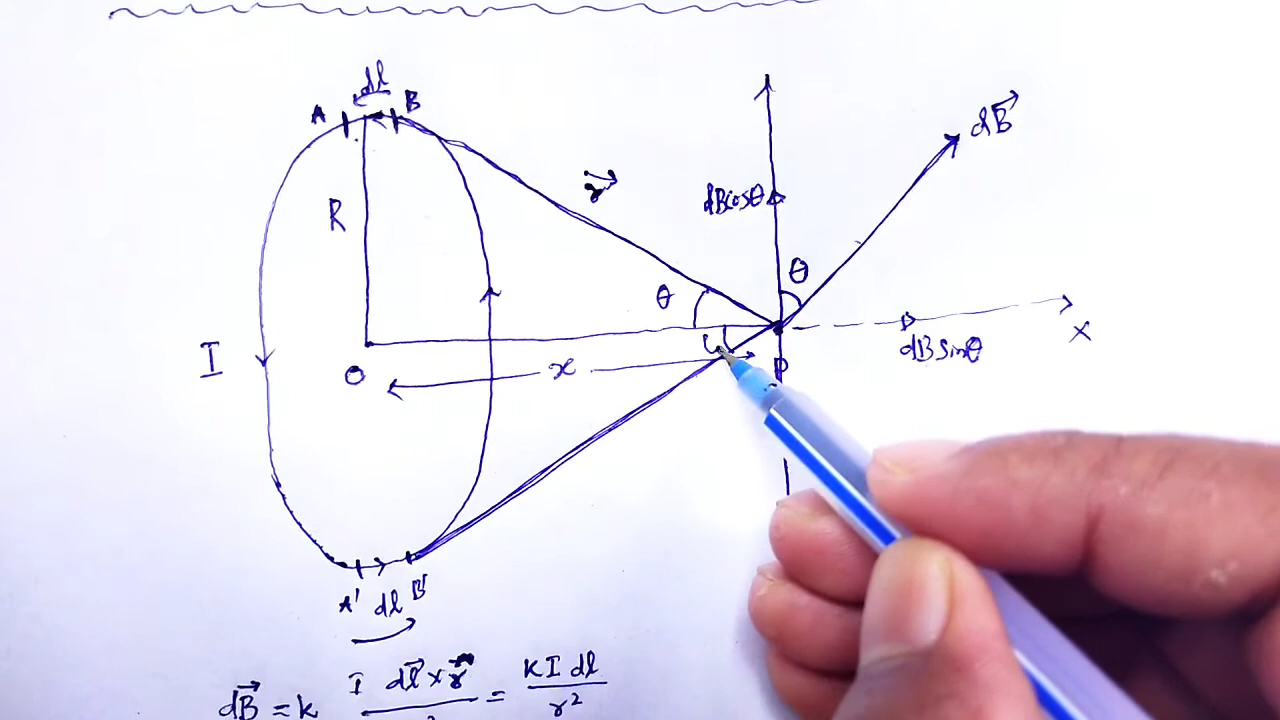 dl
A
B
R
r
dB
dBcosθ
θ
θ
I
O
x
P
dBsinθ
X
A' dl B'
dB = k I dl x r = kI dl
r²